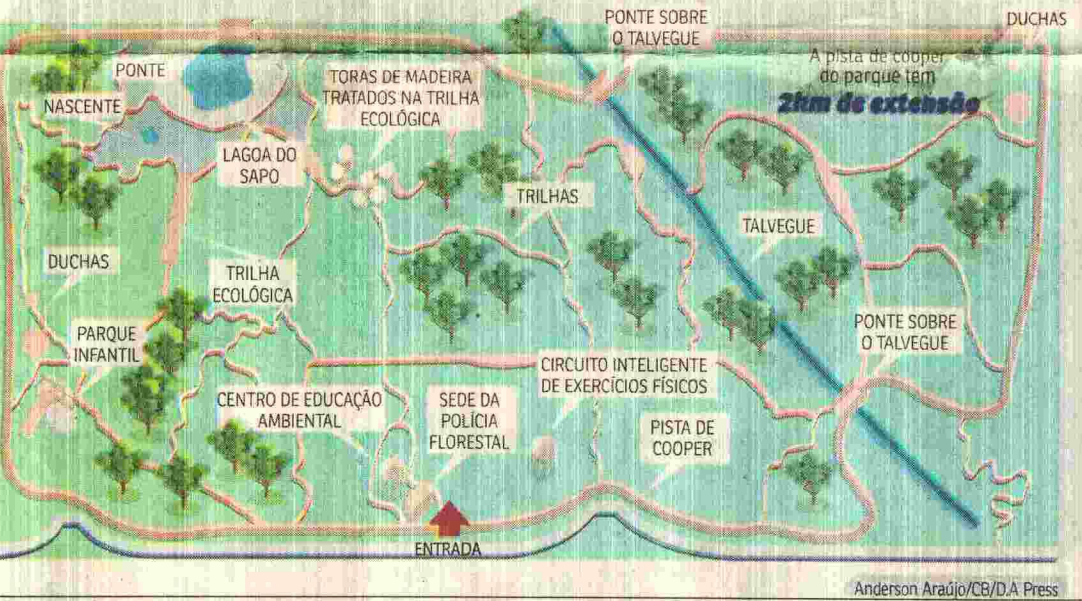 PONTE SOBRE
O TALVEGUE
DUCHAS
A pista de cooper
do parque tem
2km de extensão
PONTE
NASCENTE
TORAS DE MADEIRA
TRATADOS NA TRILHA
ECOLÓGICA
LAGOA DO
SAPO
TRILHAS
TALVEGUE
DUCHAS
TRILHA
ECOLÓGICA
PARQUE
INFANTIL
PONTE SOBRE
O TALVEGUE
CIRCUITO INTELIGENTE
DE EXERCÍCIOS FÍSICOS
CENTRO DE EDUCAÇÃO
AMBIENTAL
SEDE DA
POLÍCIA
FLORESTAL
PISTA DE
COOPER
ENTRADA
Anderson Araújo/CB/D.A Press